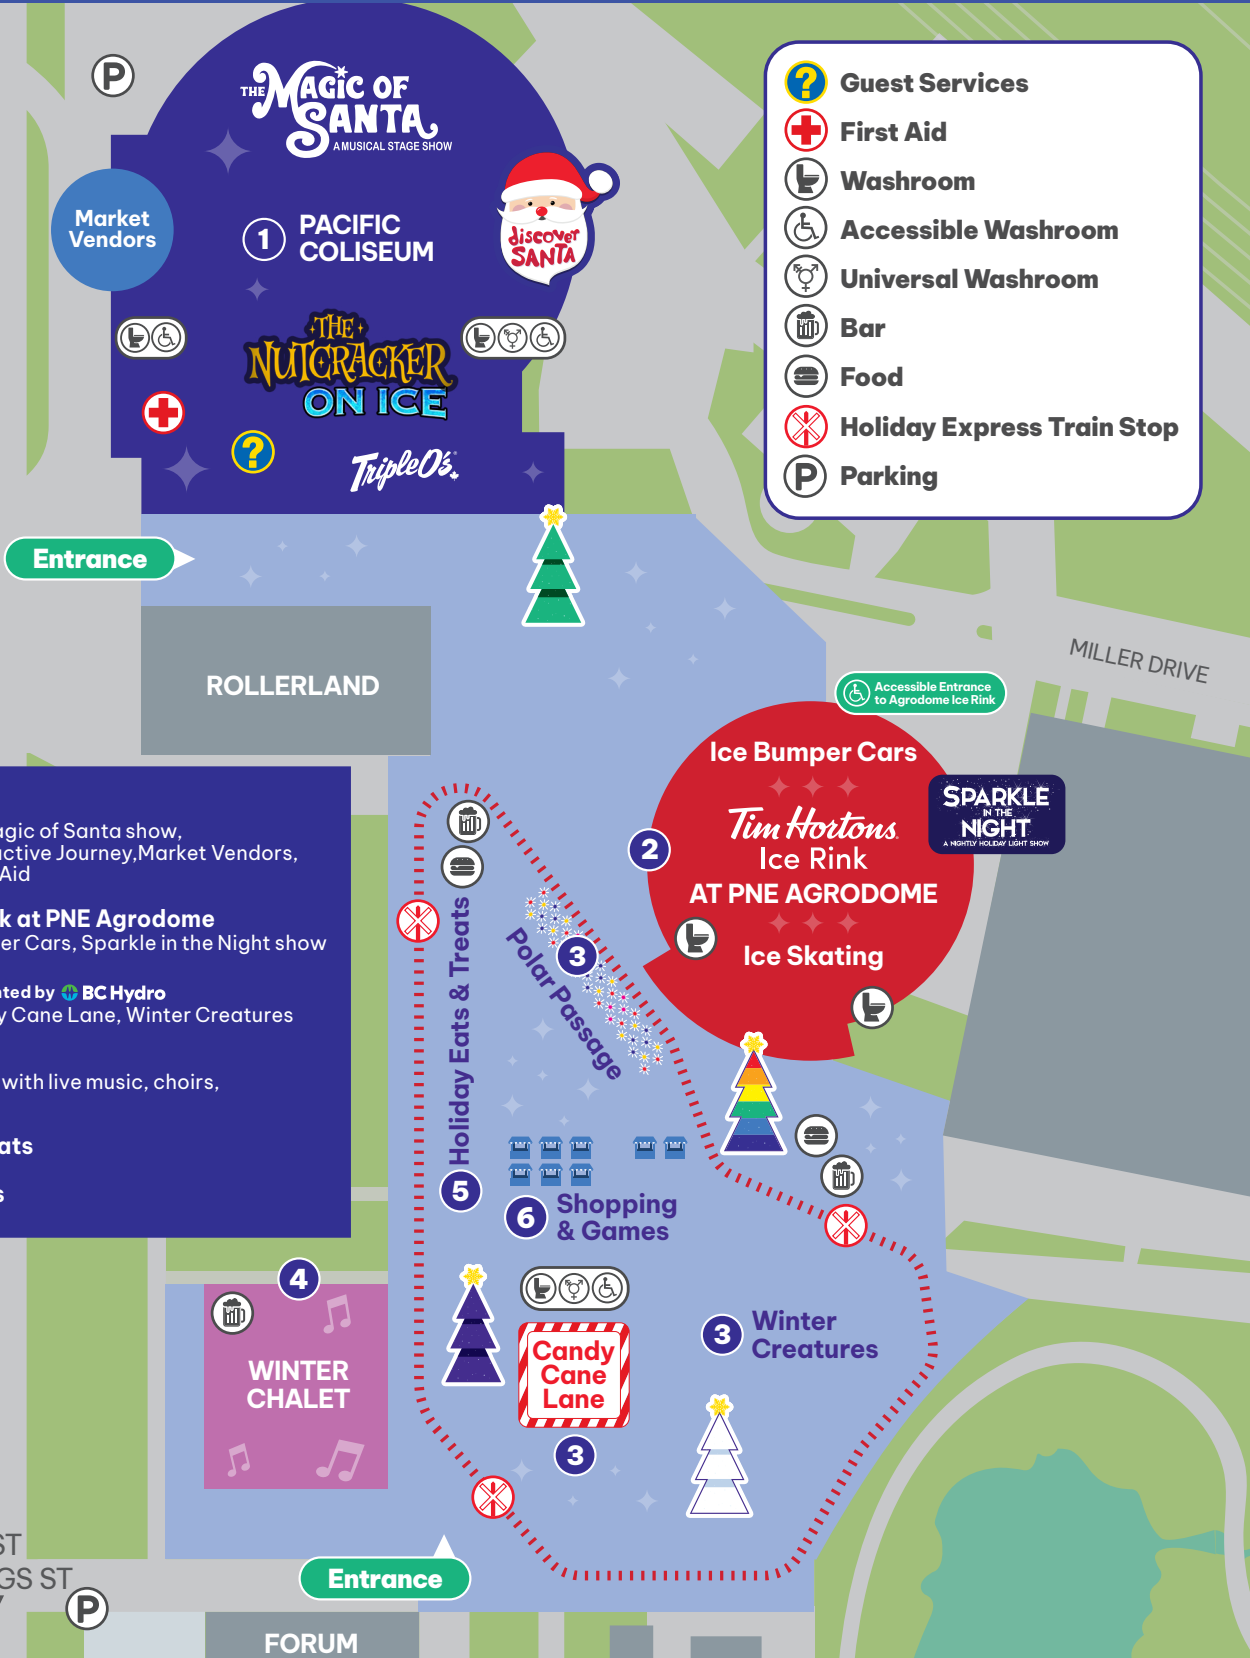 P
THE MAGIC OF
SANTA
A MUSICAL STAGE SHOW
Market
Vendors
1
PACIFIC
COLISEUM
discover
SANTA
THE
NUTCRACKER
ON ICE
?
TripleO's
?
Guest Services
First Aid
Washroom
Accessible Washroom
Universal Washroom
Bar
Food
Holiday Express Train Stop
P
Parking
Entrance
ROLLERLAND
MILLER DRIVE
Accessible Entrance
to Agrodome Ice Rink
Ice Bumper Cars
Tim Hortons
Ice Rink
AT PNE AGRODOME
Ice Skating
2
SPARKLE
IN THE
NIGHT
A NIGHTLY HOLIDAY LIGHT SHOW
agic of Santa show,
active Journey,Market Vendors,
Aid
k at PNE Agrodome
er Cars, Sparkle in the Night show
nted by BC Hydro
y Cane Lane, Winter Creatures
with live music, choirs,
ats
s
Holiday Eats & Treats
5
3
Polar Passage
6
Shopping
& Games
4
WINTER
CHALET
Candy
Cane
Lane
3
3
Winter
Creatures
Entrance
ST
GS ST
P
FORUM